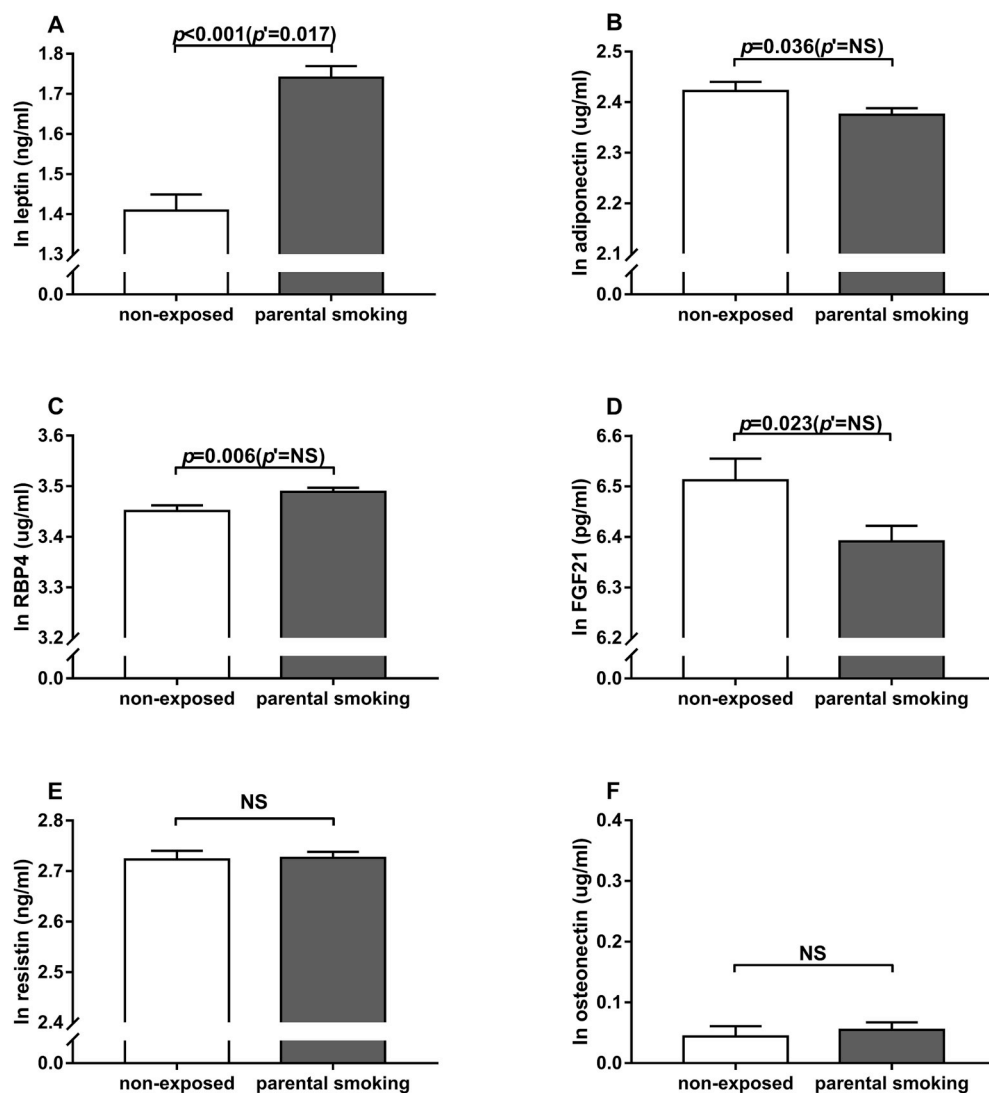 A
p<0.001(p'=0.017)
ln leptin (ng/ml)
1.8
1.7
1.6
1.5
1.4
1.3
0.0
non-exposed parental smoking
B
p=0.036(p'=NS)
ln adiponectin (ug/ml)
2.5
2.4
2.3
2.2
2.1
0.0
non-exposed parental smoking
C
p=0.006(p'=NS)
ln RBP4 (ug/ml)
3.6
3.5
3.4
3.3
3.2
0.0
non-exposed parental smoking
D
p=0.023(p'=NS)
ln FGF21 (pg/ml)
6.6
6.5
6.4
6.3
6.2
0.0
non-exposed parental smoking
E
NS
ln resistin (ng/ml)
2.8
2.7
2.6
2.5
2.4
0.0
non-exposed parental smoking
F
NS
ln osteonectin (ug/ml)
0.4
0.3
0.2
0.1
0.0
non-exposed parental smoking